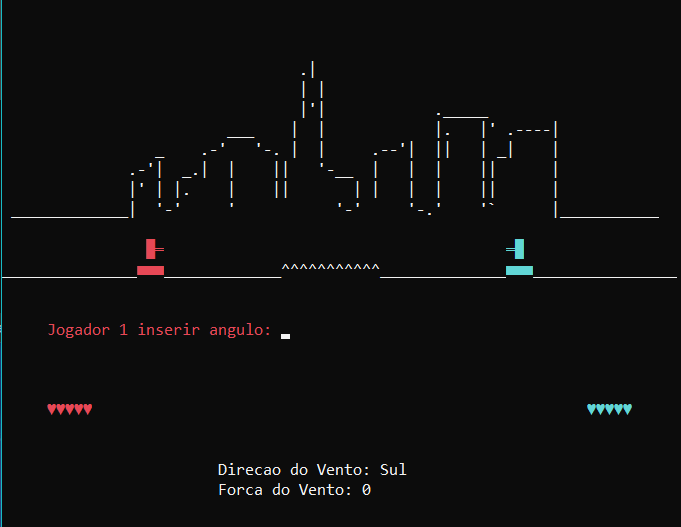 Jogador 1 inserir angulo:
♥♥♥♥♥ ♥♥♥♥♥
Direcao do Vento: Sul
Forca do Vento: 0